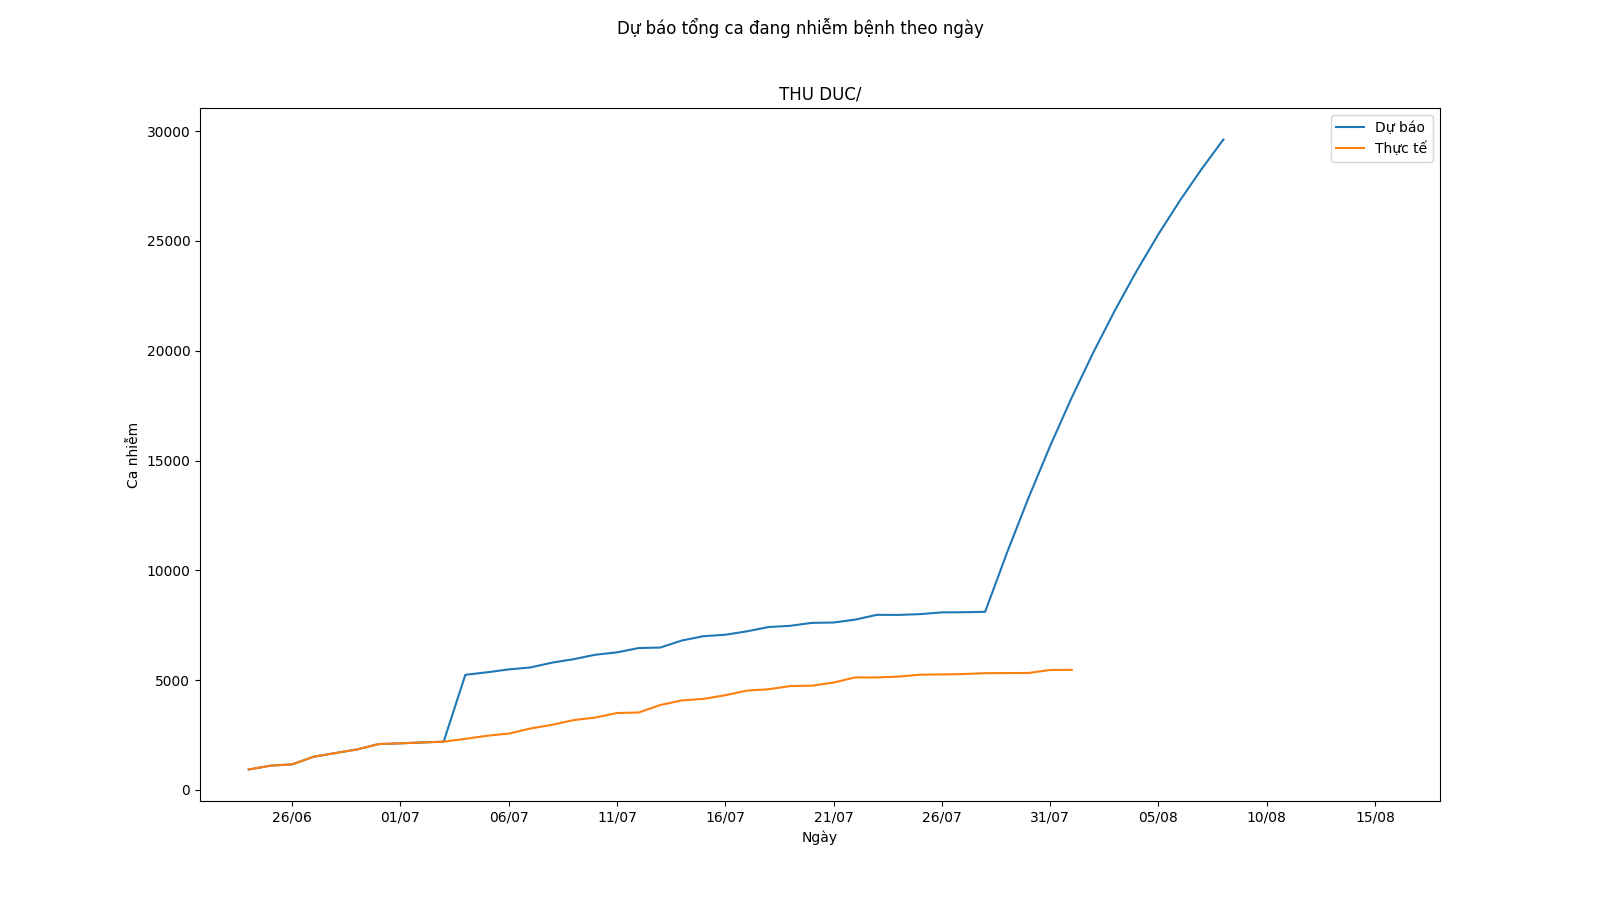 Dự báo tổng ca đang nhiễm bệnh theo ngày
THU DUC/
Dự báo
Thực tế
30000
25000
20000
15000
10000
5000
0
Ca nhiễm
26/06 01/07 06/07 11/07 16/07 21/07 26/07 31/07 05/08 10/08 15/08
Ngày